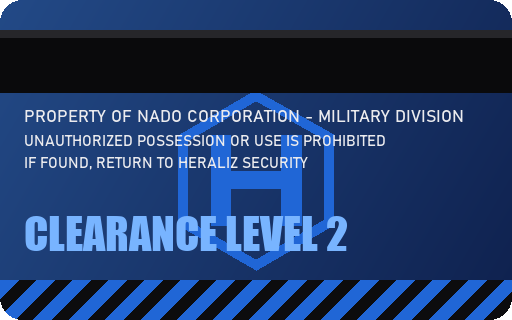 PROPERTY OF NADO CORPORATION - MILITARY DIVISION
UNAUTHORIZED POSSESSION OR USE IS PROHIBITED
IF FOUND, RETURN TO HERALIZ SECURITY
H
CLEARANCE LEVEL 2